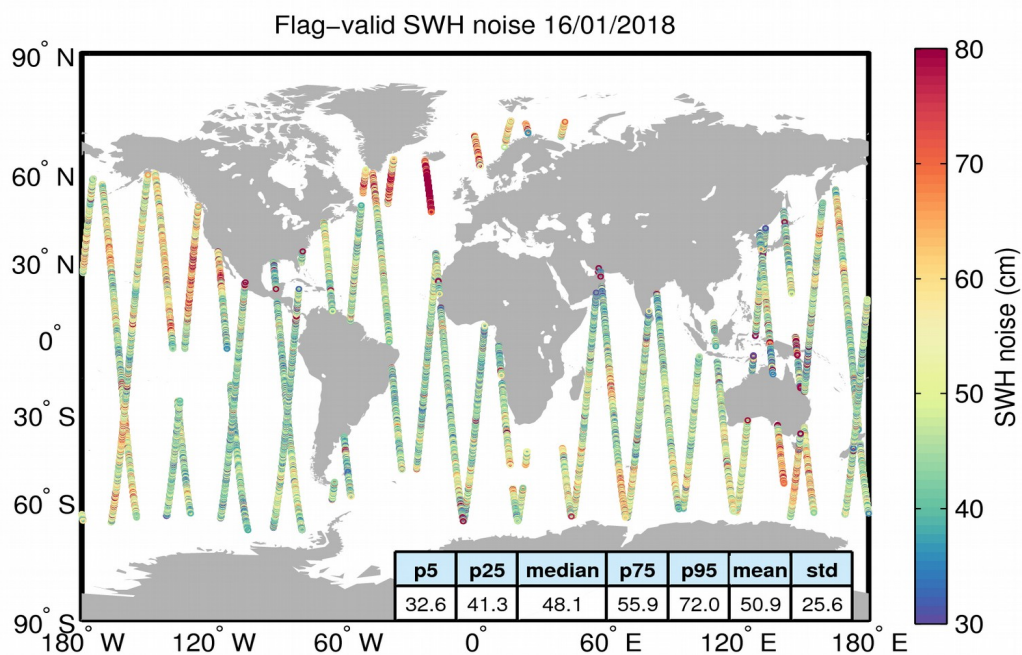 Flag−valid SWH noise 16/01/2018
90° N
60° N
30° N
0°
30° S
60° S
90° S
180° W
120° W
60° W
0°
60° E
120° E
180° E
80
70
60
50
40
30
SWH noise (cm)
p5 p25 median p75 p95 mean std
32.6 41.3 48.1 55.9 72.0 50.9 25.6